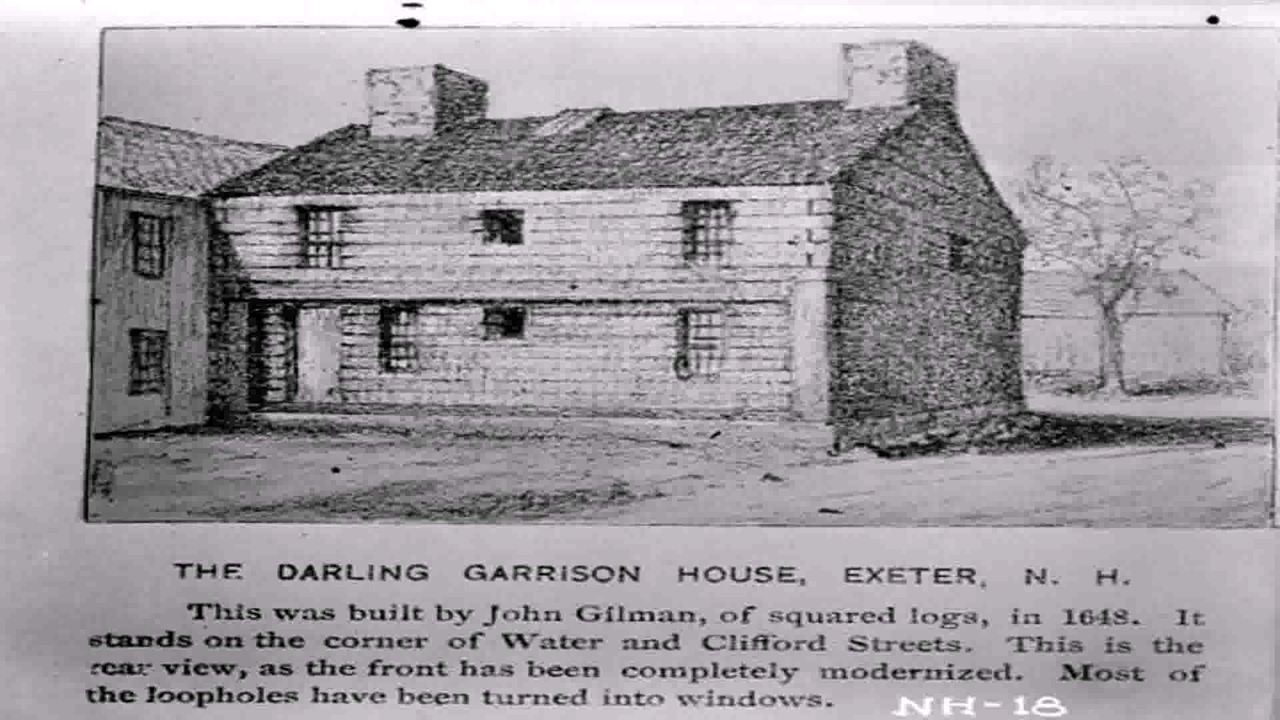 THE DARLING GARRISON HOUSE, EXETER, N. H.
This was built by John Gilman, of squared logs, in 1648. It
stands on the corner of Water and Clifford Streets. This is the
rear view, as the front has been completely modernized. Most of
the loopholes have been turned into windows.
NH-18